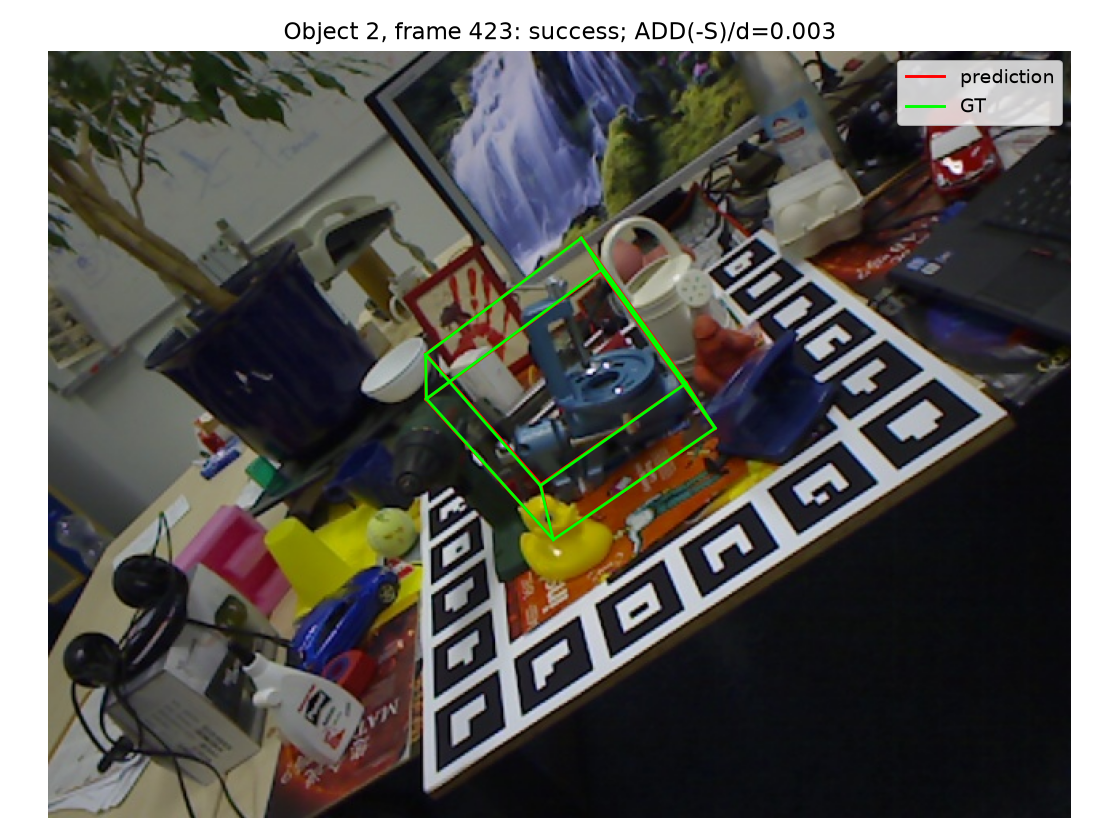 Object 2, frame 423: success; ADD(-S)/d=0.003
prediction
GT